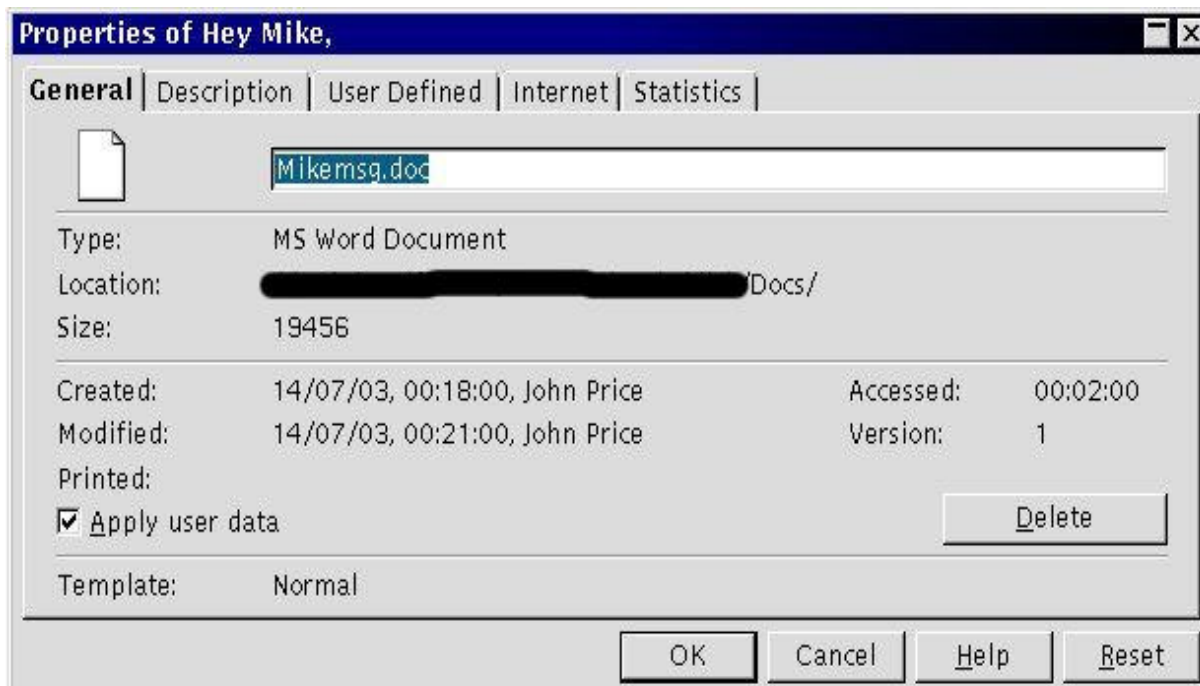 Properties of Hey Mike,
General Description User Defined Internet Statistics
Mikemsg.doc
Type: MS Word Document
Location: /Docs/
Size: 19456
Created: 14/07/03, 00:18:00, John Price Accessed: 00:02:00
Modified: 14/07/03, 00:21:00, John Price Version: 1
Printed:
Apply user data Delete
Template: Normal
OK Cancel Help Reset